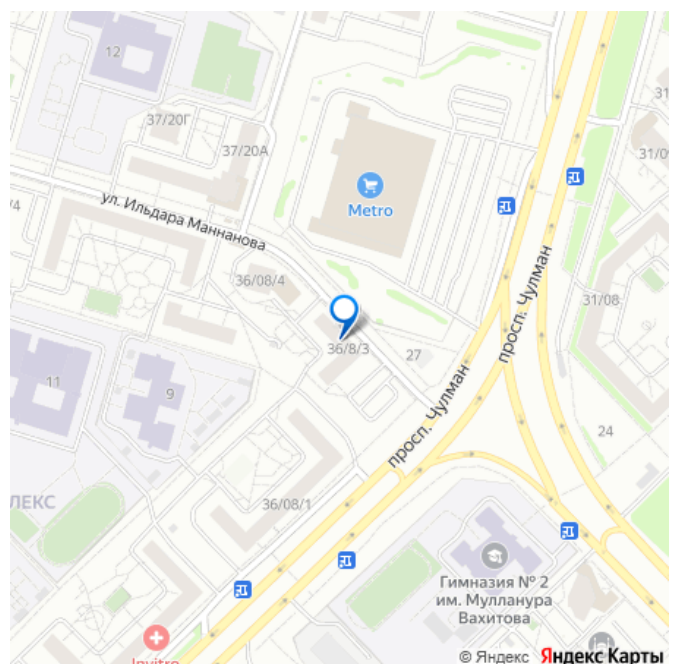 12
31
37/20Г
37/20А
31/09
Metro
/4
ул. Ильдара Маннанова
36/08/4
просп. Чулман
31/08
36/8/3
27
11
9
просп. Чулман
24
ЛЕКС
36/08/1
Гимназия № 2
им. Мулланура
Вахитова
Invitro
© Яндекс Яндекс Карты